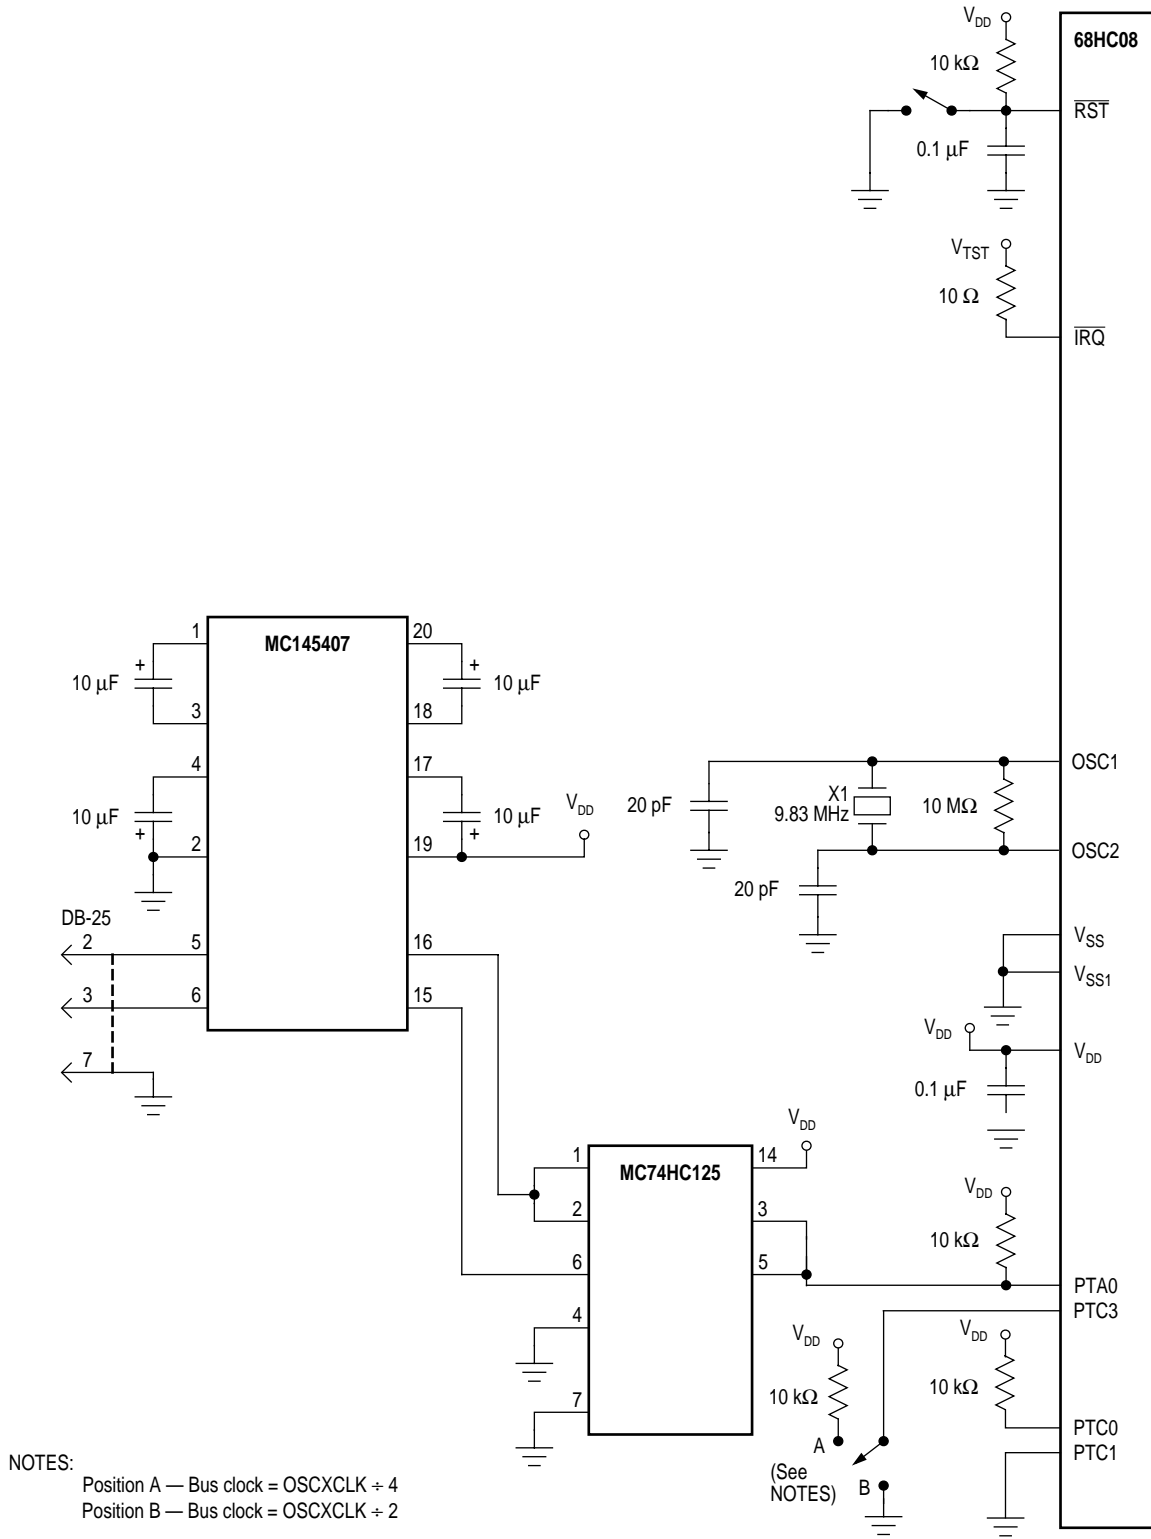 VDD
68HC08
10 kΩ
RST
0.1 µF
VTST
10 Ω
IRQ
1
MC145407
20
+
10 µF
+
10 µF
3
18
4
17
10 µF
+
10 µF
+
VDD
2
19
OSC1
20 pF
X1
9.83 MHz
10 MΩ
OSC2
20 pF
DB-25
2
5
16
VSS
3
6
15
VSS1
VDD
VDD
7
0.1 µF
VDD
1
MC74HC125
14
2
3
VDD
10 kΩ
6
5
PTA0
PTC3
4
VDD
VDD
10 kΩ
10 kΩ
7
PTC0
A
PTC1
(See
NOTES)
B
NOTES:
Position A — Bus clock = OSCXCLK ÷ 4
Position B — Bus clock = OSCXCLK ÷ 2